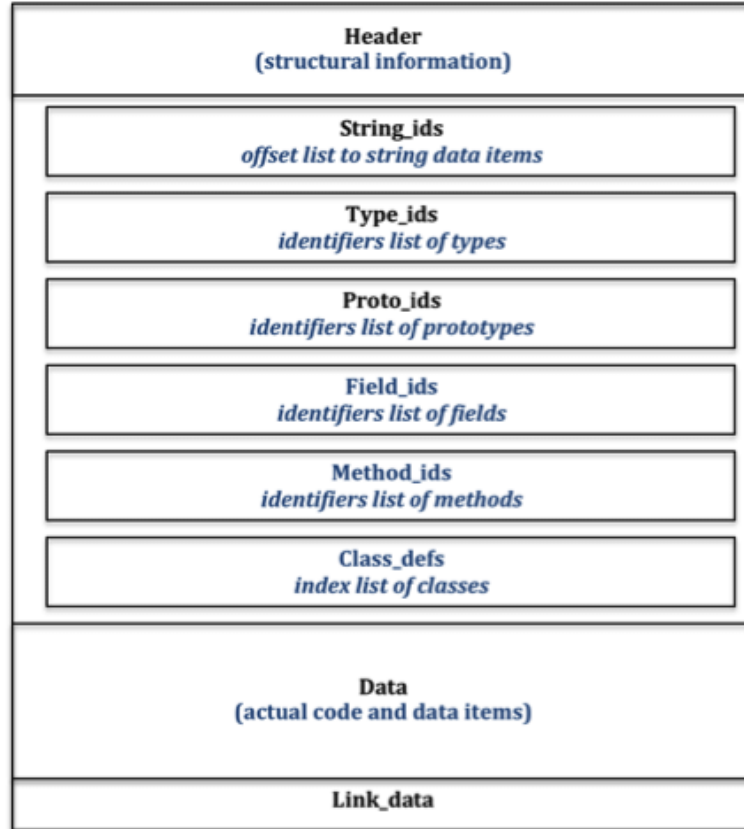 Header
(structural information)
String_ids
offset list to string data items
Type_ids
identifiers list of types
Proto_ids
identifiers list of prototypes
Field_ids
identifiers list of fields
Method_ids
identifiers list of methods
Class_defs
index list of classes
Data
(actual code and data items)
Link_data